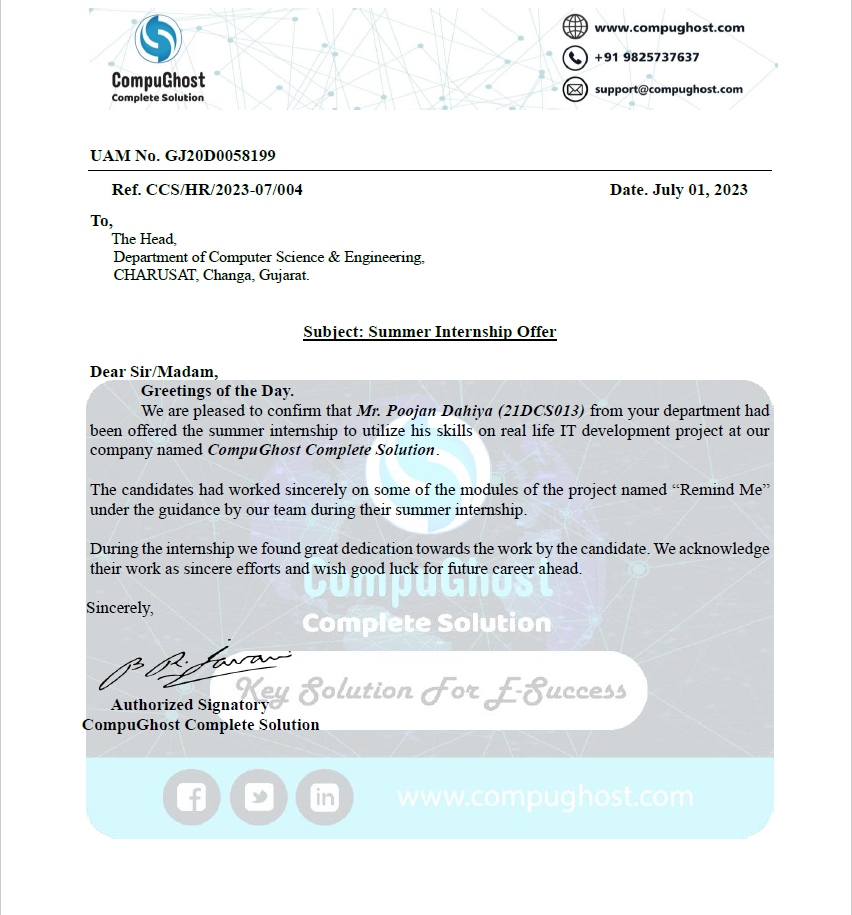 CompuGhost
Complete Solution
www.compughost.com
+91 9825737637
support@compughost.com
UAM No. GJ20D0058199
Ref. CCS/HR/2023-07/004 Date. July 01, 2023
To,
The Head,
Department of Computer Science & Engineering,
CHARUSAT, Changa, Gujarat.
Subject: Summer Internship Offer
Dear Sir/Madam,
Greetings of the Day.
We are pleased to confirm that Mr. Poojan Dahiya (21DCS013) from your department had
been offered the summer internship to utilize his skills on real life IT development project at our
company named CompuGhost Complete Solution.
The candidates had worked sincerely on some of the modules of the project named “Remind Me”
under the guidance by our team during their summer internship.
During the internship we found great dedication towards the work by the candidate. We acknowledge
their work as sincere efforts and wish good luck for future career ahead.
CompuGhost
Sincerely,
Complete Solution
Key Solution For E-Success
Authorized Signatory
CompuGhost Complete Solution
www.compughost.com